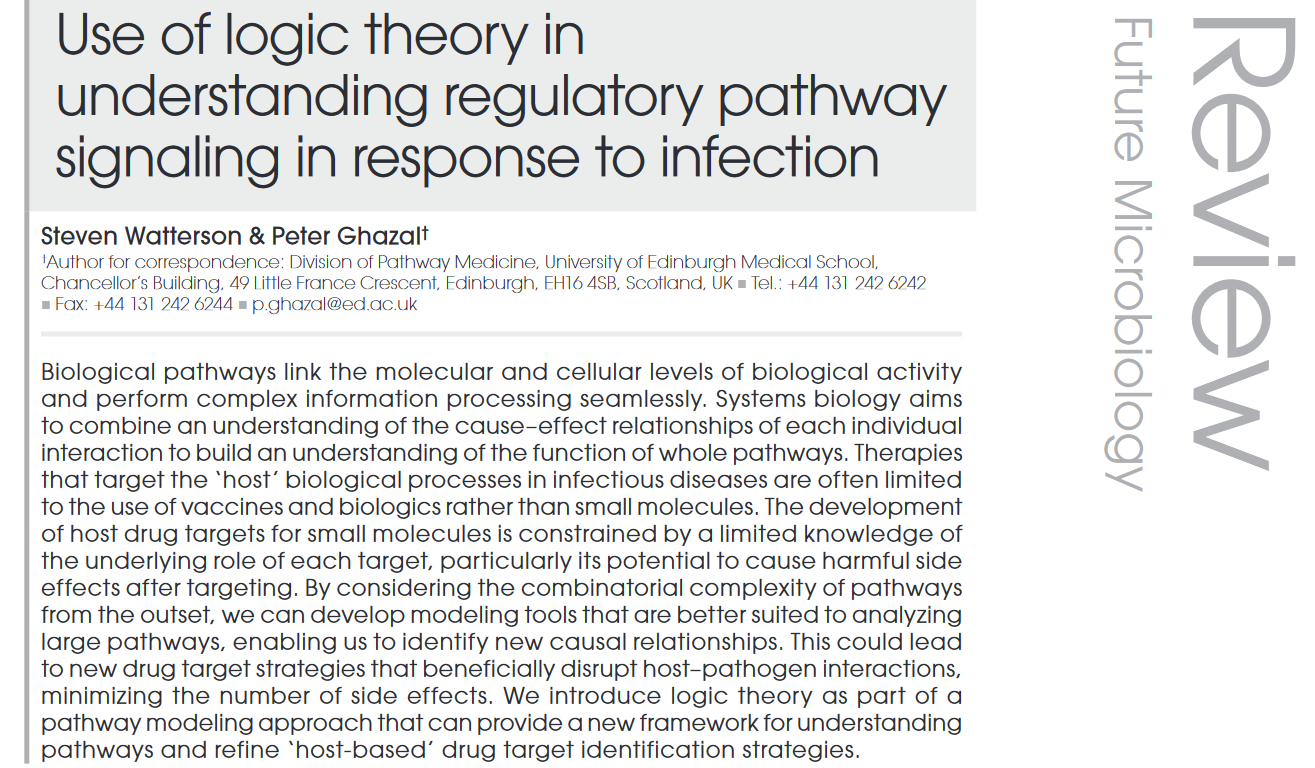 Use of logic theory in
understanding regulatory pathway
signaling in response to infection
Steven Watterson & Peter Ghazal†
†Author for correspondence: Division of Pathway Medicine, University of Edinburgh Medical School,
Chancellor's Building, 49 Little France Crescent, Edinburgh, EH16 4SB, Scotland, UK ■ Tel.: +44 131 242 6242
■ Fax: +44 131 242 6244 ■ p.ghazal@ed.ac.uk
Biological pathways link the molecular and cellular levels of biological activity
and perform complex information processing seamlessly. Systems biology aims
to combine an understanding of the cause–effect relationships of each individual
interaction to build an understanding of the function of whole pathways. Therapies
that target the ‘host’ biological processes in infectious diseases are often limited
to the use of vaccines and biologics rather than small molecules. The development
of host drug targets for small molecules is constrained by a limited knowledge of
the underlying role of each target, particularly its potential to cause harmful side
effects after targeting. By considering the combinatorial complexity of pathways
from the outset, we can develop modeling tools that are better suited to analyzing
large pathways, enabling us to identify new causal relationships. This could lead
to new drug target strategies that beneficially disrupt host–pathogen interactions,
minimizing the number of side effects. We introduce logic theory as part of a
pathway modeling approach that can provide a new framework for understanding
pathways and refine ‘host-based’ drug target identification strategies.
Review
Future Microbiology